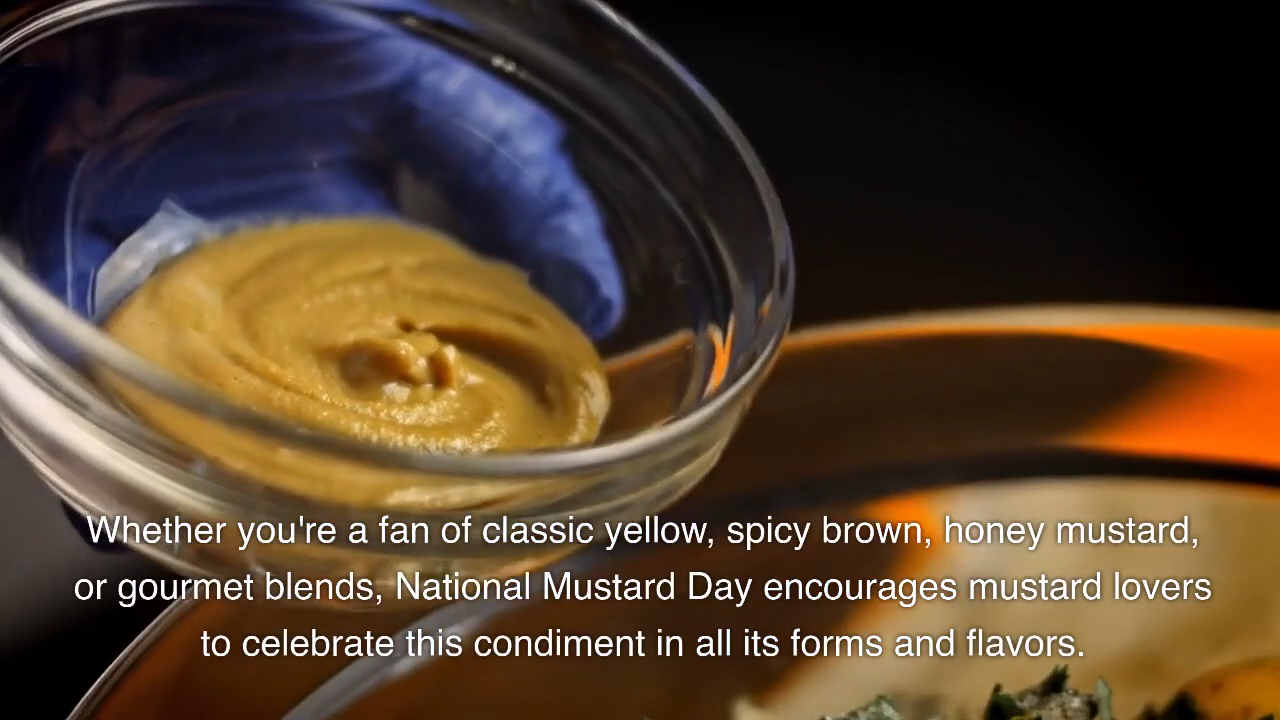 Whether you're a fan of classic yellow, spicy brown, honey mustard,
or gourmet blends, National Mustard Day encourages mustard lovers
to celebrate this condiment in all its forms and flavors.